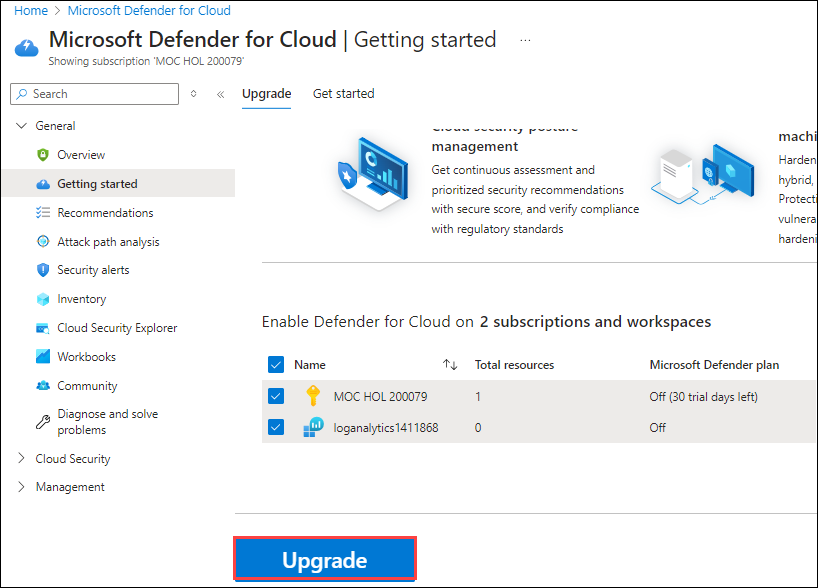 Home > Microsoft Defender for Cloud
Microsoft Defender for Cloud | Getting started ...
Showing subscription 'MOC HOL 200079'
Search
«
Upgrade
Get started
General
Overview
Getting started
Recommendations
Attack path analysis
Security alerts
Inventory
Cloud Security Explorer
Workbooks
Community
Diagnose and solve
problems
Cloud Security
Management
Cloud security posture
management
Get continuous assessment and
prioritized security recommendations
with secure score, and verify compliance
with regulatory standards
machi
Harden
hybrid,
Protecti
vulnera
hardeni
Enable Defender for Cloud on 2 subscriptions and workspaces
Name ↑↓ Total resources Microsoft Defender plan
MOC HOL 200079 1 Off (30 trial days left)
loganalytics1411868 0 Off
Upgrade